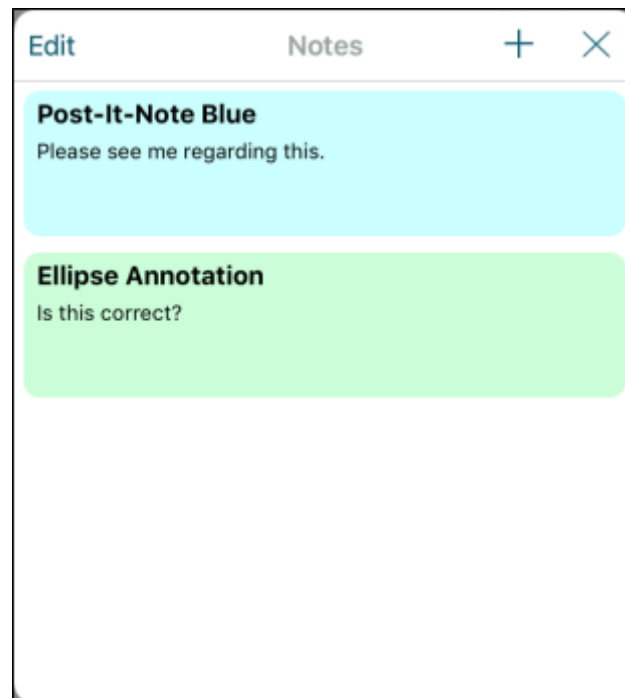 Edit Notes
Post-It-Note Blue
Please see me regarding this.
Ellipse Annotation
Is this correct?